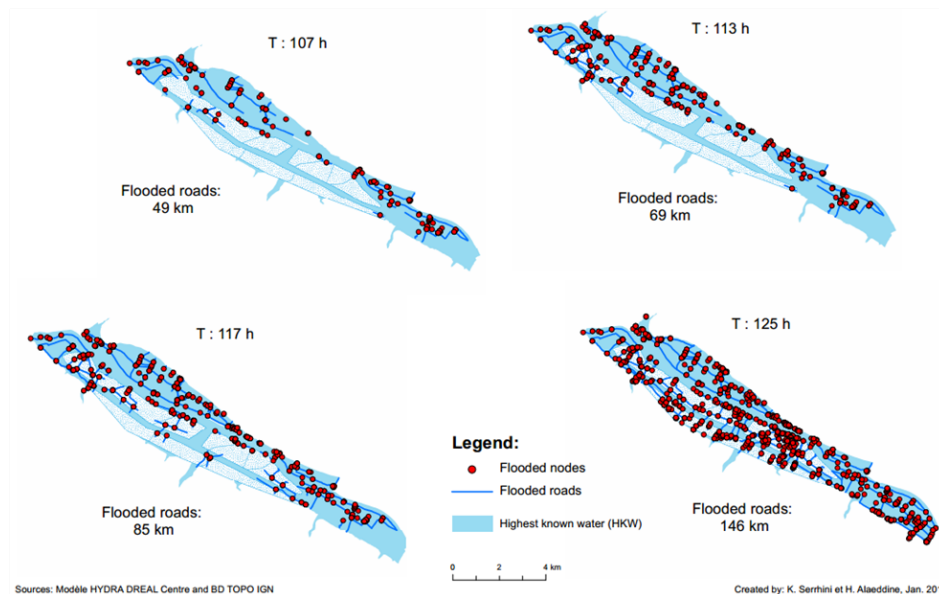 T : 107 h
Flooded roads:
49 km
T : 113 h
Flooded roads:
69 km
T : 117 h
Flooded roads:
85 km
T : 125 h
Flooded roads:
146 km
Legend:
Flooded nodes
Flooded roads
Highest known water (HKW)
0 2 4 km
Sources: Modèle HYDRA DREAL Centre and BD TOPO IGN
Created by: K. Serrhini et H. Alaeddine, Jan. 20